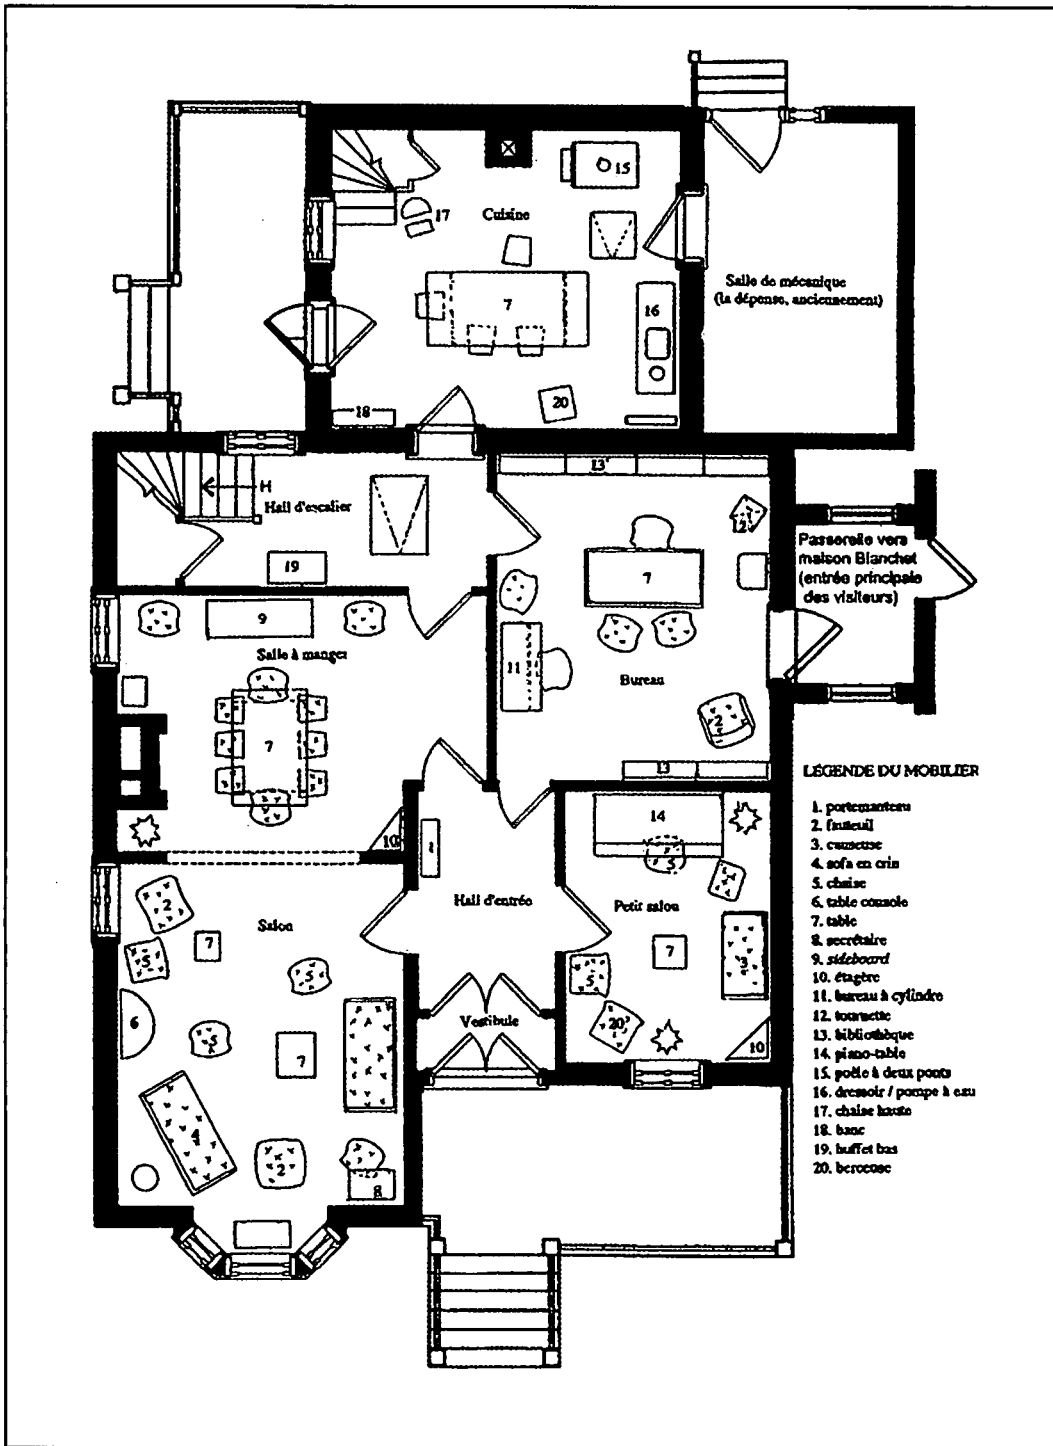 15
17
Cuisine
Salle de mécanique
(la dépense, anciennement)
7
16
18
20
13
H
Hall d'escalier
12
Passerelle vers
maison Blanchet
(entrée principale
des visiteurs)
19
7
9
Salle à manger
11
Bureau
2
7
13
10
1
14
5
2
Salon
Hall d'entrée
Petit salon
7
5
5
7
3
5
6
5
7
Vestibule
20
10
4
2
8
LÉGENDE DU MOBILIER
1. portemanteau
2. fauteuil
3. causeuse
4. sofa en crin
5. chaise
6. table console
7. table
8. secrétaire
9. sideboard
10. étagère
11. bureau à cylindre
12. tournette
13. bibliothèque
14. piano-table
15. poêle à deux ponts
16. dressoir / pompe à eau
17. chaise haute
18. banc
19. buffet bas
20. berceuse